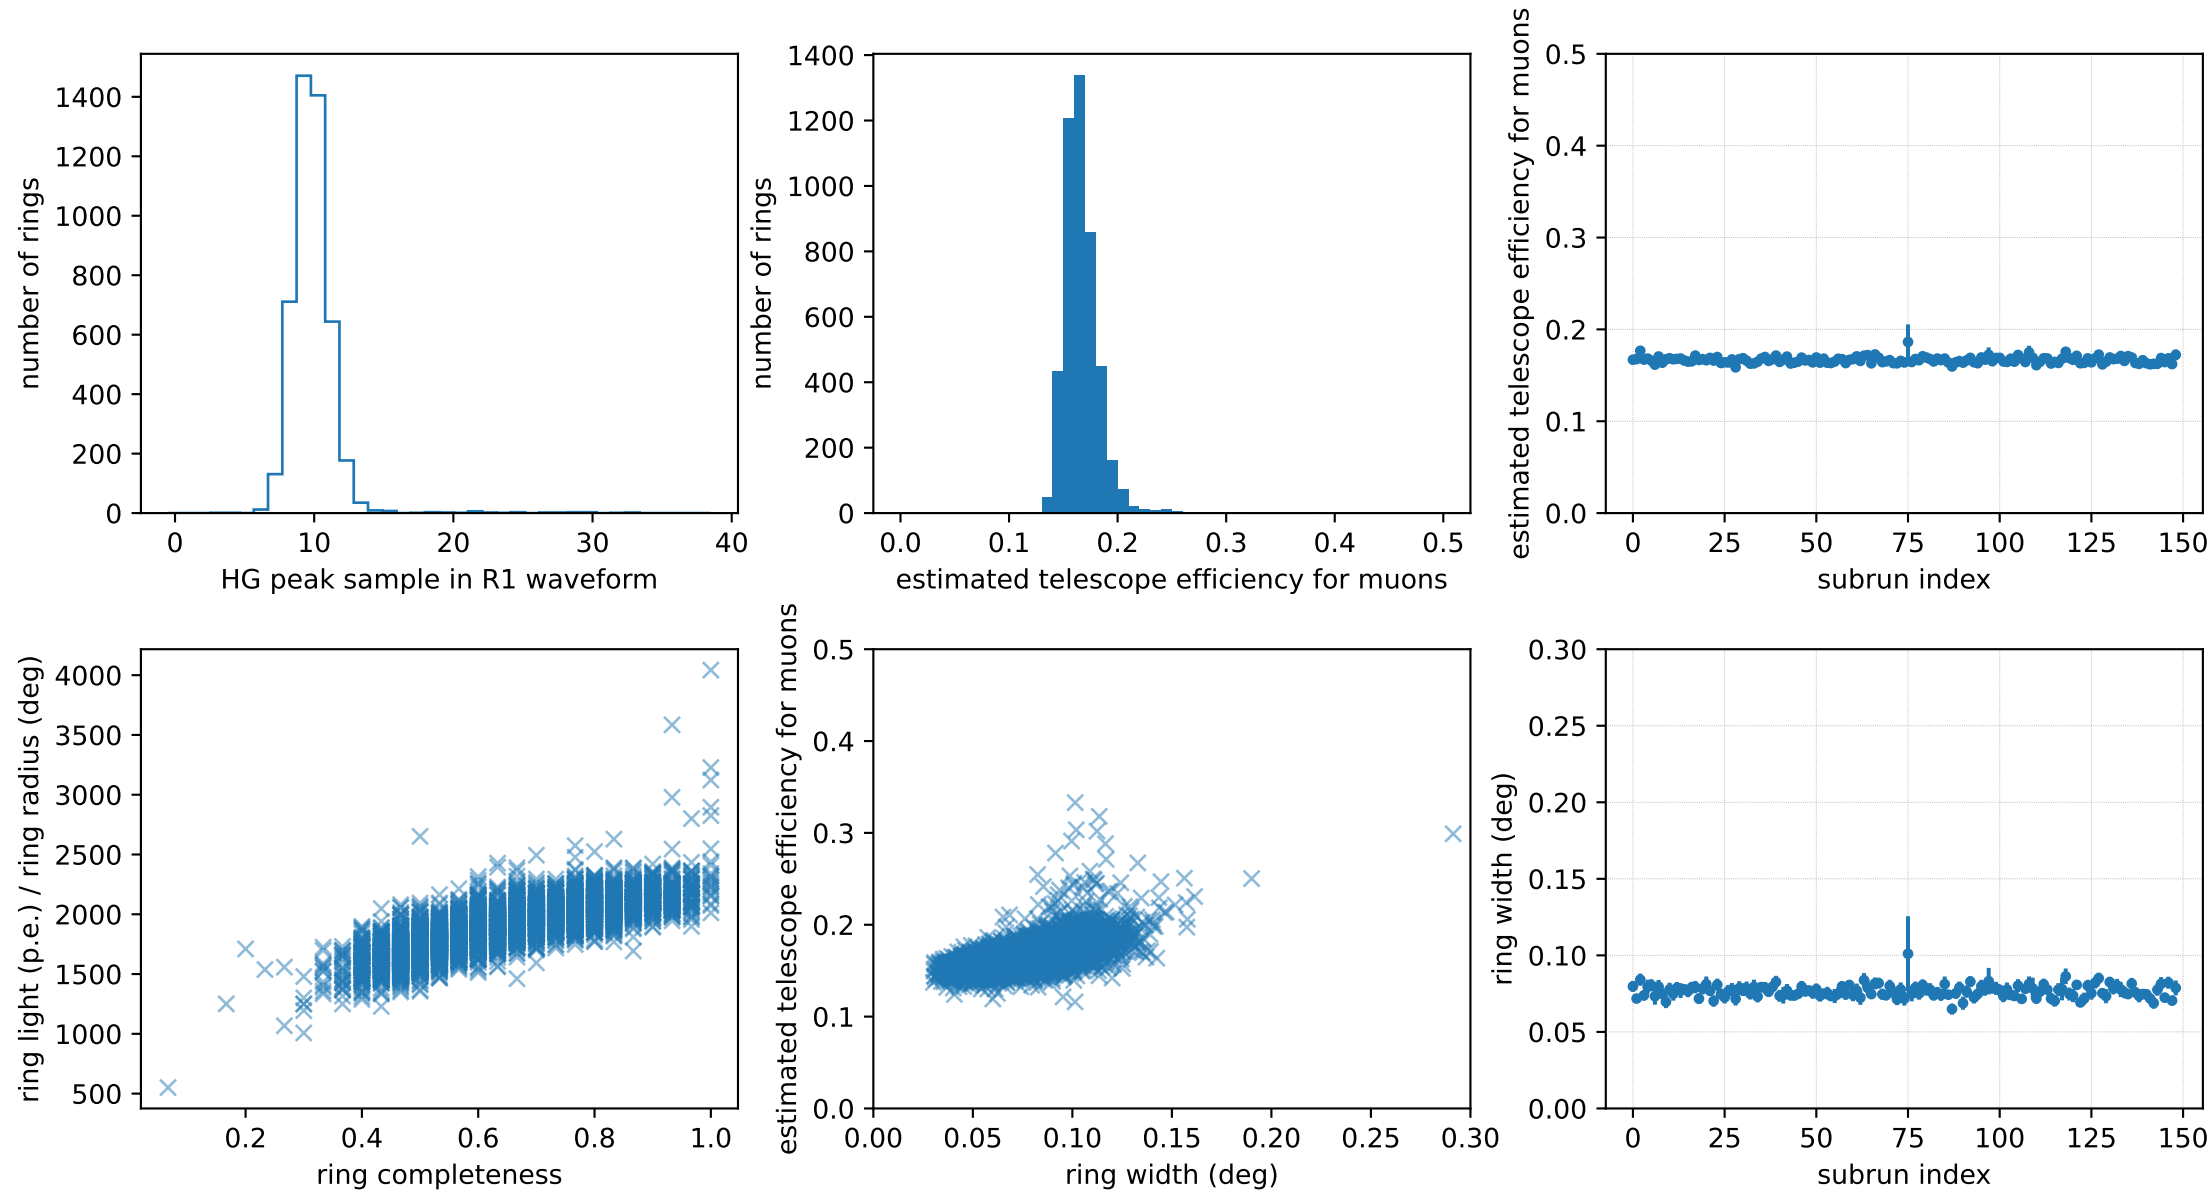 1400
1200
1000
800
600
400
200
0
number of rings
0 10 20 30 40
HG peak sample in R1 waveform
1400
1200
1000
800
600
400
200
0
number of rings
0.0 0.1 0.2 0.3 0.4 0.5
estimated telescope efficiency for muons
0.5
0.4
0.3
0.2
0.1
0.0
estimated telescope efficiency for muons
0 25 50 75 100 125 150
subrun index
4000
3500
3000
2500
2000
1500
1000
500
ring light (p.e.) / ring radius (deg)
0.2 0.4 0.6 0.8 1.0
ring completeness
0.5
0.4
0.3
0.2
0.1
0.0
estimated telescope efficiency for muons
0.00 0.05 0.10 0.15 0.20 0.25 0.30
ring width (deg)
0.30
0.25
0.20
0.15
0.10
0.05
0.00
ring width (deg)
0 25 50 75 100 125 150
subrun index